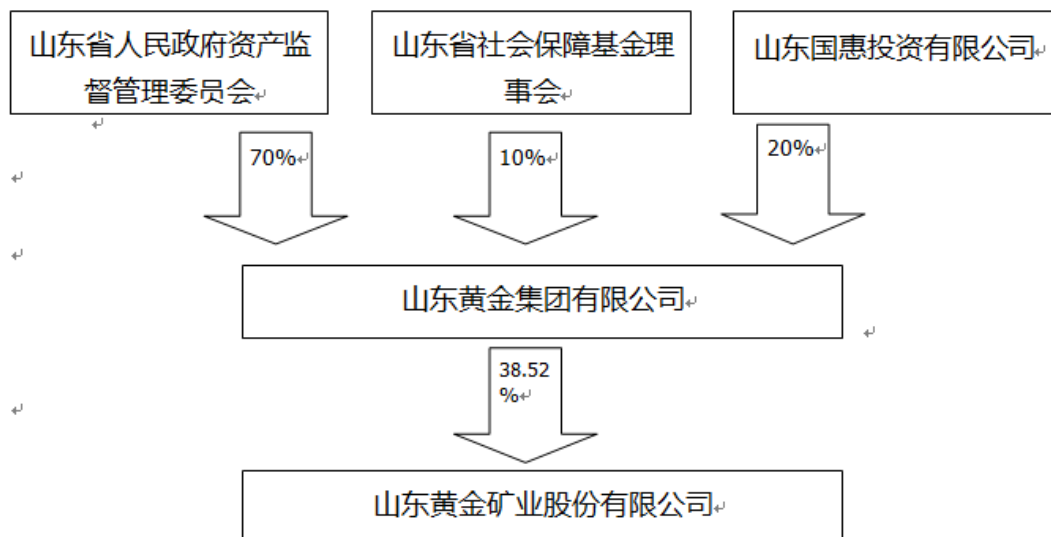 山东省人民政府资产监
督管理委员会
山东省社会保障基金理
事会
山东国惠投资有限公司
70%
10%
20%
山东黄金集团有限公司
38.52
%
山东黄金矿业股份有限公司